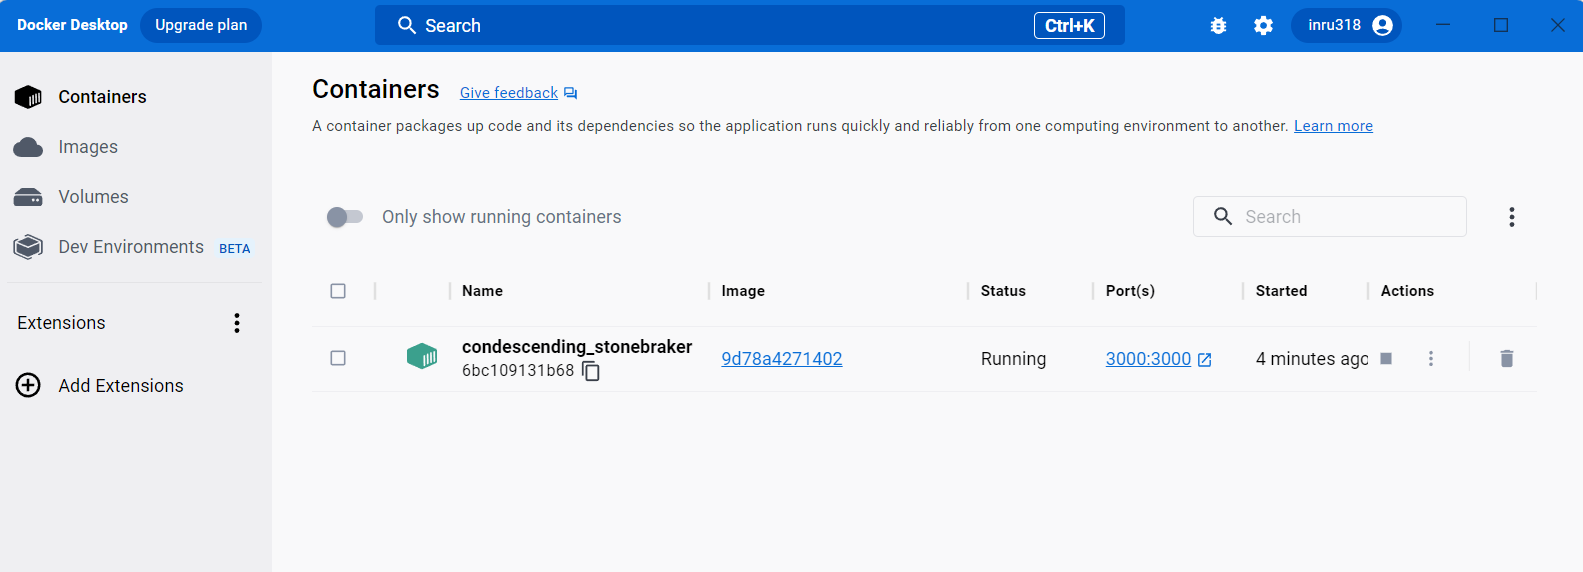 Docker Desktop Upgrade plan Search Ctrl+K inru318
Containers
Images
Volumes
Dev Environments BETA
Extensions
Add Extensions
Containers Give feedback
A container packages up code and its dependencies so the application runs quickly and reliably from one computing environment to another. Learn more
Only show running containers Search
Name Image Status Port(s) Started Actions
condescending_stonebraker
6bc109131b68 9d78a4271402 Running 3000:3000 4 minutes ago